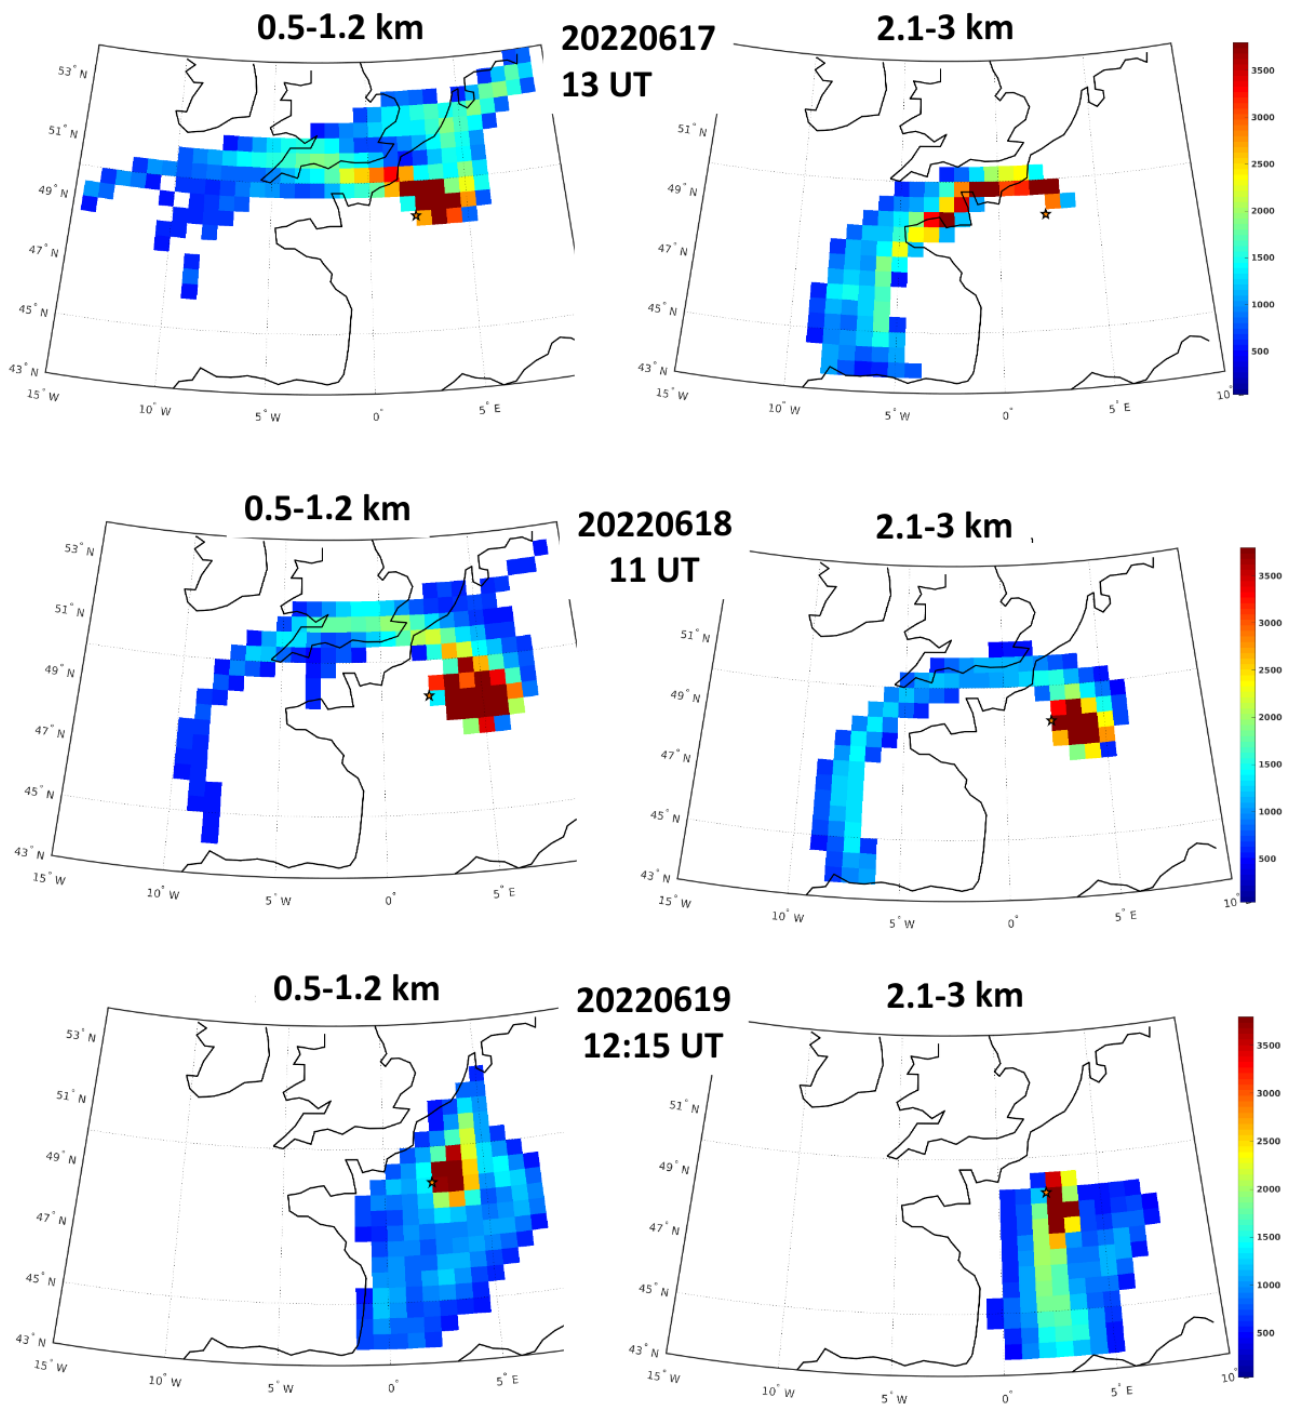 0.5-1.2 km
20220617
13 UT
2.1-3 km
53° N
51° N
49° N
47° N
45° N
43° N
15° W
10° W
5° W
0°
5° E
51° N
49° N
47° N
45° N
43° N
15° W
10° W
5° W
0°
5° E
10°
3500
3000
2500
2000
1500
1000
500
0.5-1.2 km
20220618
11 UT
2.1-3 km
53° N
51° N
49° N
47° N
45° N
43° N
15° W
10° W
5° W
0°
5° E
51° N
49° N
47° N
45° N
43° N
15° W
10° W
5° W
0°
5° E
10°
3500
3000
2500
2000
1500
1000
500
0.5-1.2 km
20220619
12:15 UT
2.1-3 km
53° N
51° N
49° N
47° N
45° N
43° N
15° W
10° W
5° W
0°
5° E
51° N
49° N
47° N
45° N
43° N
15° W
10° W
5° W
0°
5° E
10°
3500
3000
2500
2000
1500
1000
500